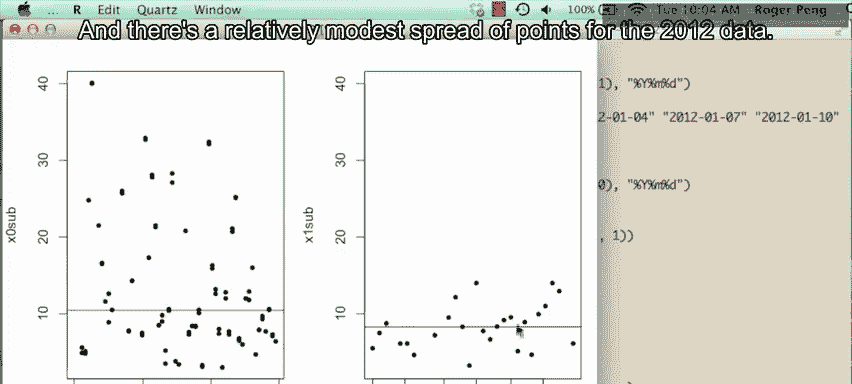 R Edit Quartz Window 100% Tue 10:04 AM Roger Peng
And there's a relatively modest spread of points for the 2012 data.
1), "%Y%m%d")
2-01-04" "2012-01-07" "2012-01-10"
0), "%Y%m%d")
, 1))
x0sub
10
20
30
40
x1sub
10
20
30
40